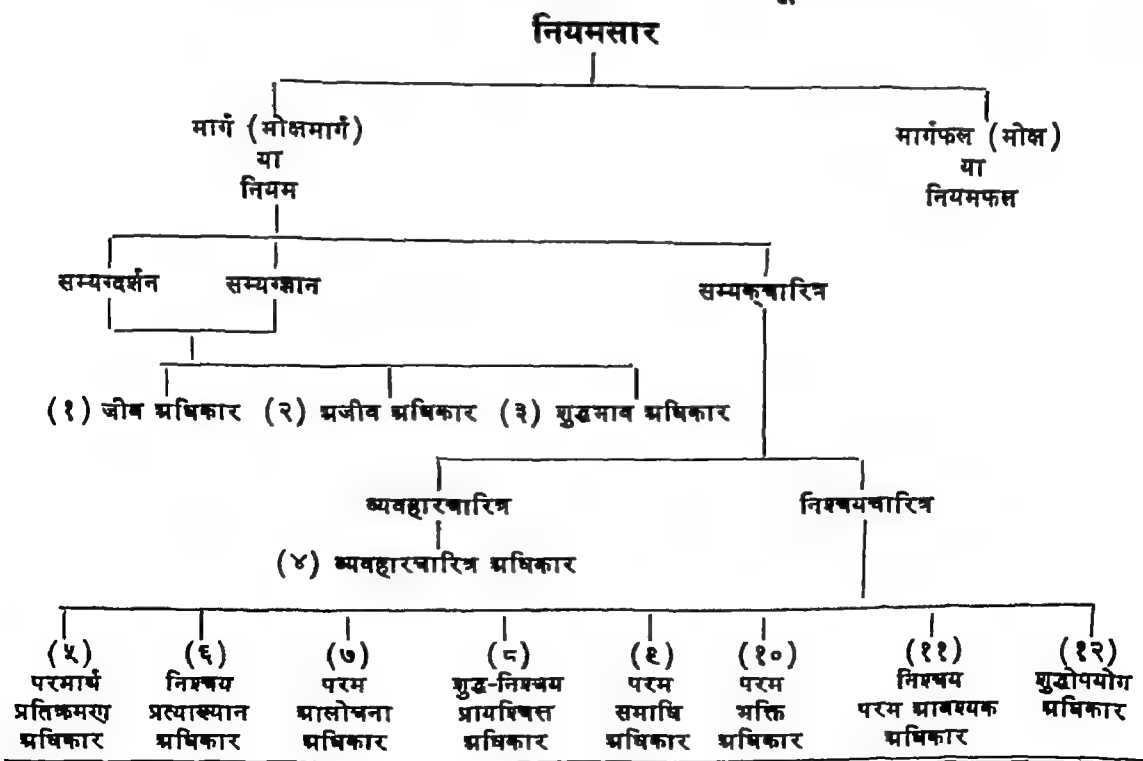 नियमसार
मार्ग (मोक्षमार्ग)
या
नियम
मार्गफल (मोक्ष)
या
नियमफल
सम्यग्दर्शन सम्यग्ज्ञान सम्यक्‌चारित्र
(१) जीव अधिकार (२) अजीव अधिकार (३) शुद्धभाव अधिकार
व्यवहारचारित्र निश्चयचारित्र
(४) व्यवहारचारित्र अधिकार
(५)
परमार्थ
प्रतिक्रमण
अधिकार
(६)
निश्चय
प्रत्याख्यान
अधिकार
(७)
परम
आलोचना
अधिकार
(८)
शुद्ध-निश्चय
प्रायश्चित्त
अधिकार
(९)
परम
समाधि
अधिकार
(१०)
परम
भक्ति
अधिकार
(११)
निश्चय
परम आवश्यक
अधिकार
(१२)
शुद्धोपयोग
अधिकार